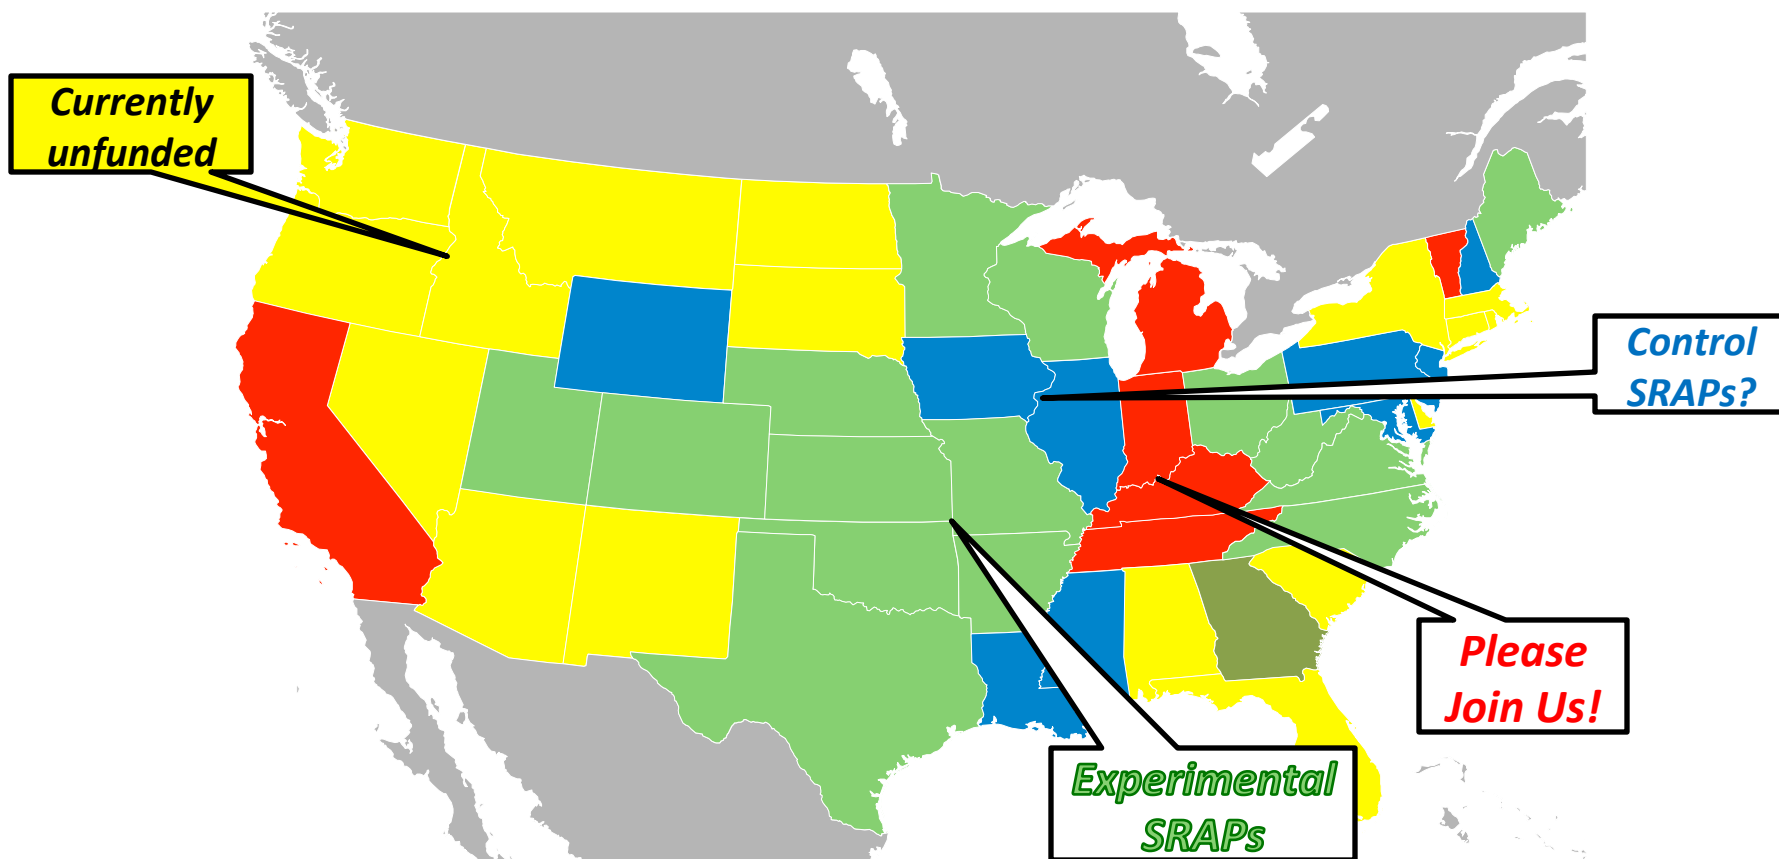 Currently
unfunded
Control
SRAPs?
Please
Join Us!
Experimental
SRAPs